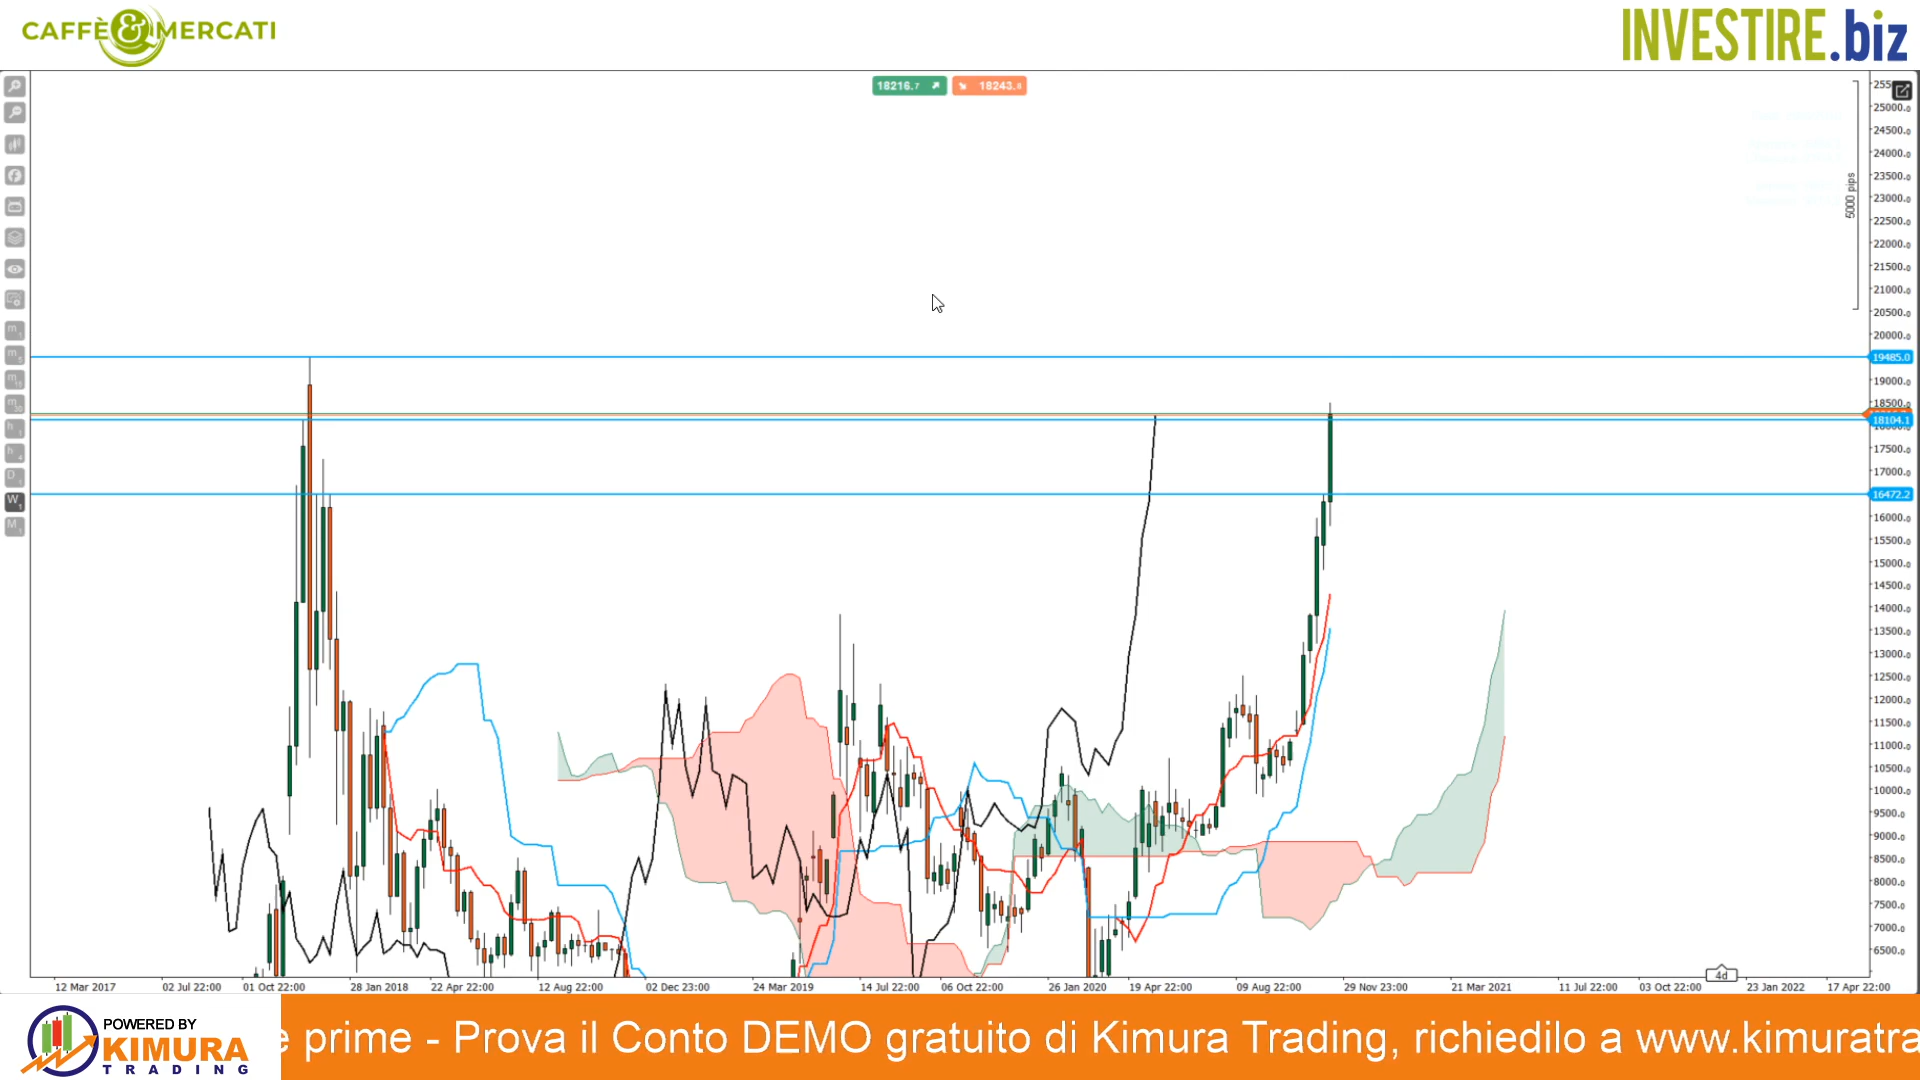 CAFFÈ & MERCATI
INVESTIRE.biz
18216.7
18243.8
25000.0
24500.0
24000.0
23500.0
23000.0
22500.0
22000.0
21500.0
21000.0
20500.0
20000.0
5000 pips
19485.0
19000.0
18500.0
18104.1
17500.0
17000.0
16472.2
16000.0
15500.0
15000.0
14500.0
14000.0
13500.0
13000.0
12500.0
12000.0
11500.0
11000.0
10500.0
10000.0
9500.0
9000.0
8500.0
8000.0
7500.0
7000.0
6500.0
m1
m5
m15
m30
h1
h4
D1
W1
M1
4d
12 Mar 2017
02 Jul 22:00
01 Oct 22:00
28 Jan 2018
22 Apr 22:00
12 Aug 22:00
02 Dec 23:00
24 Mar 2019
14 Jul 22:00
06 Oct 22:00
26 Jan 2020
19 Apr 22:00
09 Aug 22:00
29 Nov 23:00
21 Mar 2021
11 Jul 22:00
03 Oct 22:00
23 Jan 2022
17 Apr 22:00
POWERED BY
KIMURA
TRADING
e prime - Prova il Conto DEMO gratuito di Kimura Trading, richiedilo a www.kimuratra